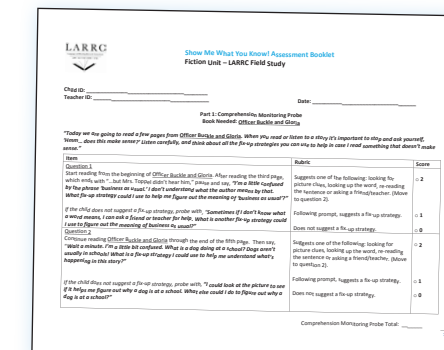 LARRC
Show Me What You Know! Assessment Booklet
Fiction Unit – LARRC Field Study
Child ID:
Teacher ID:
Date:
Part 1: Comprehension Monitoring Probe
Book Needed: Officer Buckle and Gloria
"Today we are going to read a few pages from Officer Buckle and Gloria. When you read or listen to a story it's important to stop and ask yourself,
'Hmm... does this make sense?' Listen carefully, and think about all the fix-up strategies you can use to help in case I read something that doesn't make
sense."
Item Rubric Score
Question 1
Start reading from the beginning of Officer Buckle and Gloria. After reading the third page,
which ends with "...but Mrs. Toppel didn't hear him," pause and say, "I'm a little confused
by the phrase 'business as usual.' I don't understand what the author means by that.
What fix-up strategy could I use to help me figure out the meaning of 'business as usual'?"
If the child does not suggest a fix-up strategy, probe with, "Sometimes if I don't know what
a word means, I can ask a friend or teacher for help. What is another fix-up strategy could
I use to figure out the meaning of business as usual?"
Suggests one of the following: looking for
picture clues, looking up the word, re-reading
the sentence or asking a friend/teacher. (Move
to question 2).
○ 2
Following prompt, suggests a fix-up strategy.
○ 1
Does not suggest a fix-up strategy.
○ 0
Question 2
Continue reading Officer Buckle and Gloria through the end of the fifth page. Then say,
"Wait a minute. I'm a little bit confused. What is a dog doing at a school? Dogs aren't
usually in schools! What is a fix-up strategy I could use to help me understand what's
happening in this story?"
If the child does not suggest a fix-up strategy, probe with, "I could look at the picture to see
if it helps me figure out why a dog is at a school. What else could I do to figure out why a
dog is at a school?"
Suggests one of the following: looking for
picture clues, looking up the word, re-reading
the sentence or asking a friend/teacher. (Move
to question 2).
○ 2
Following prompt, suggests a fix-up strategy.
○ 1
Does not suggest a fix-up strategy.
○ 0
Comprehension Monitoring Probe Total: